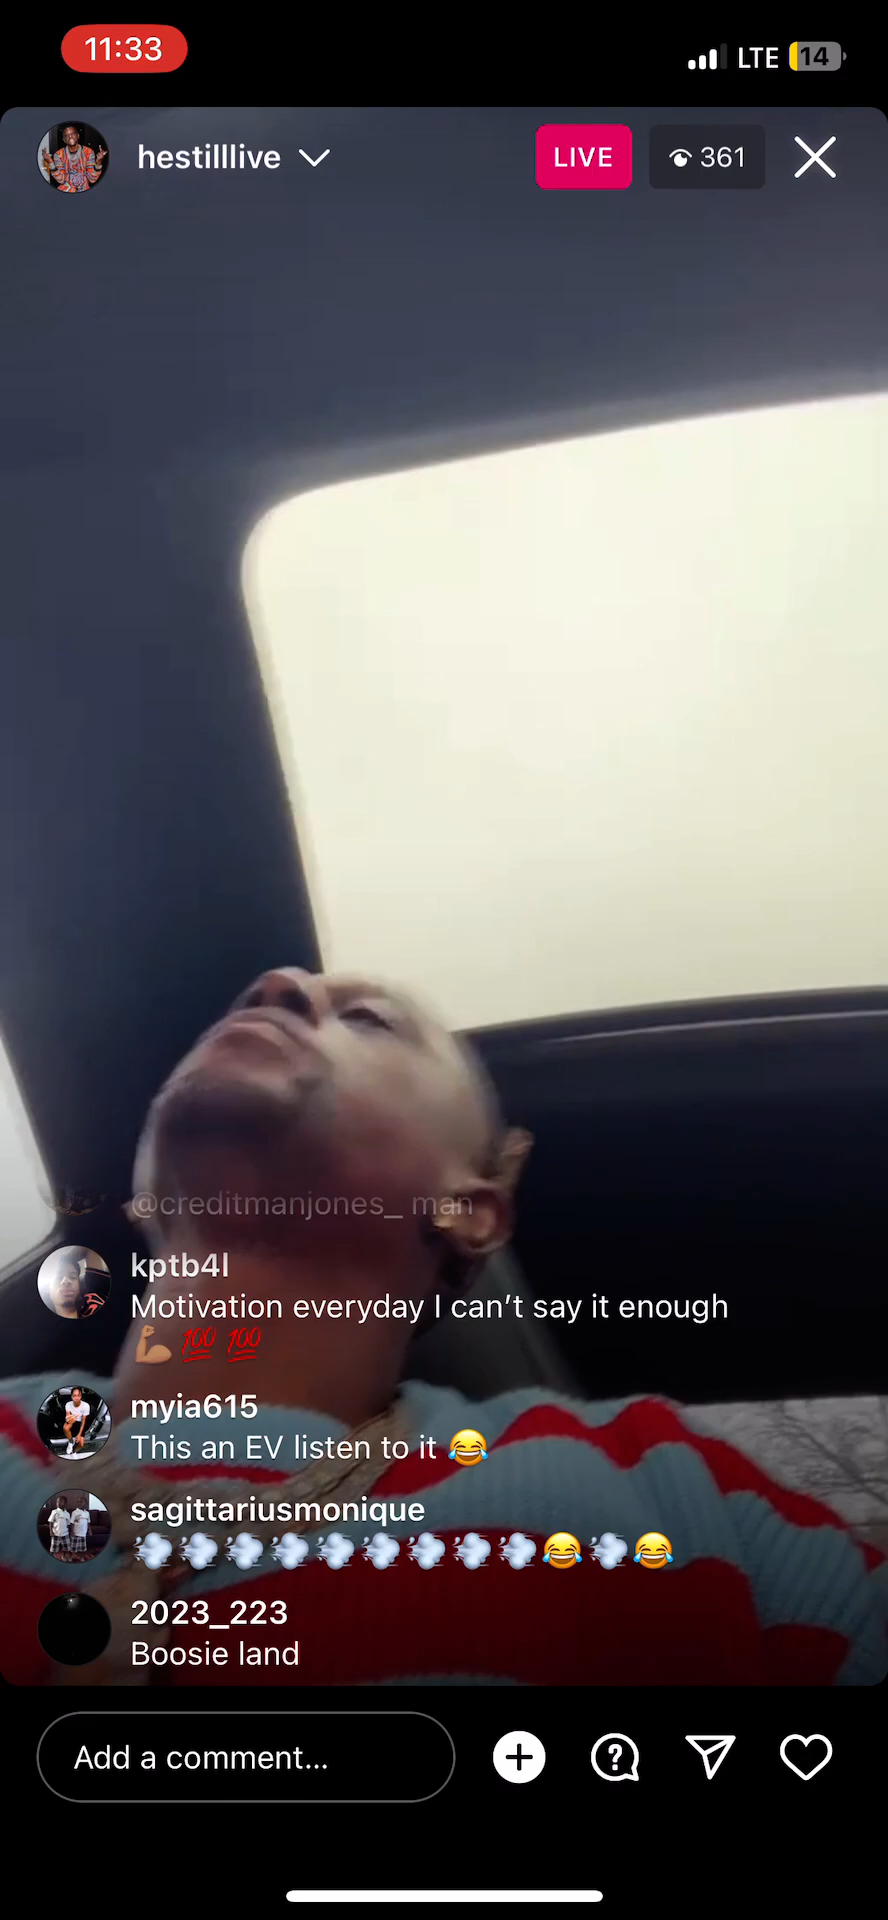 11:33
LTE 14
hestilllive
LIVE
361
@creditmanjones_ man
kptb4l
Motivation everyday I can’t say it enough
💪🏽 💯 💯
myia615
This an EV listen to it 😂
sagittariusmonique
💨💨💨💨💨💨💨💨💨😂💨😂
2023_223
Boosie land
Add a comment...